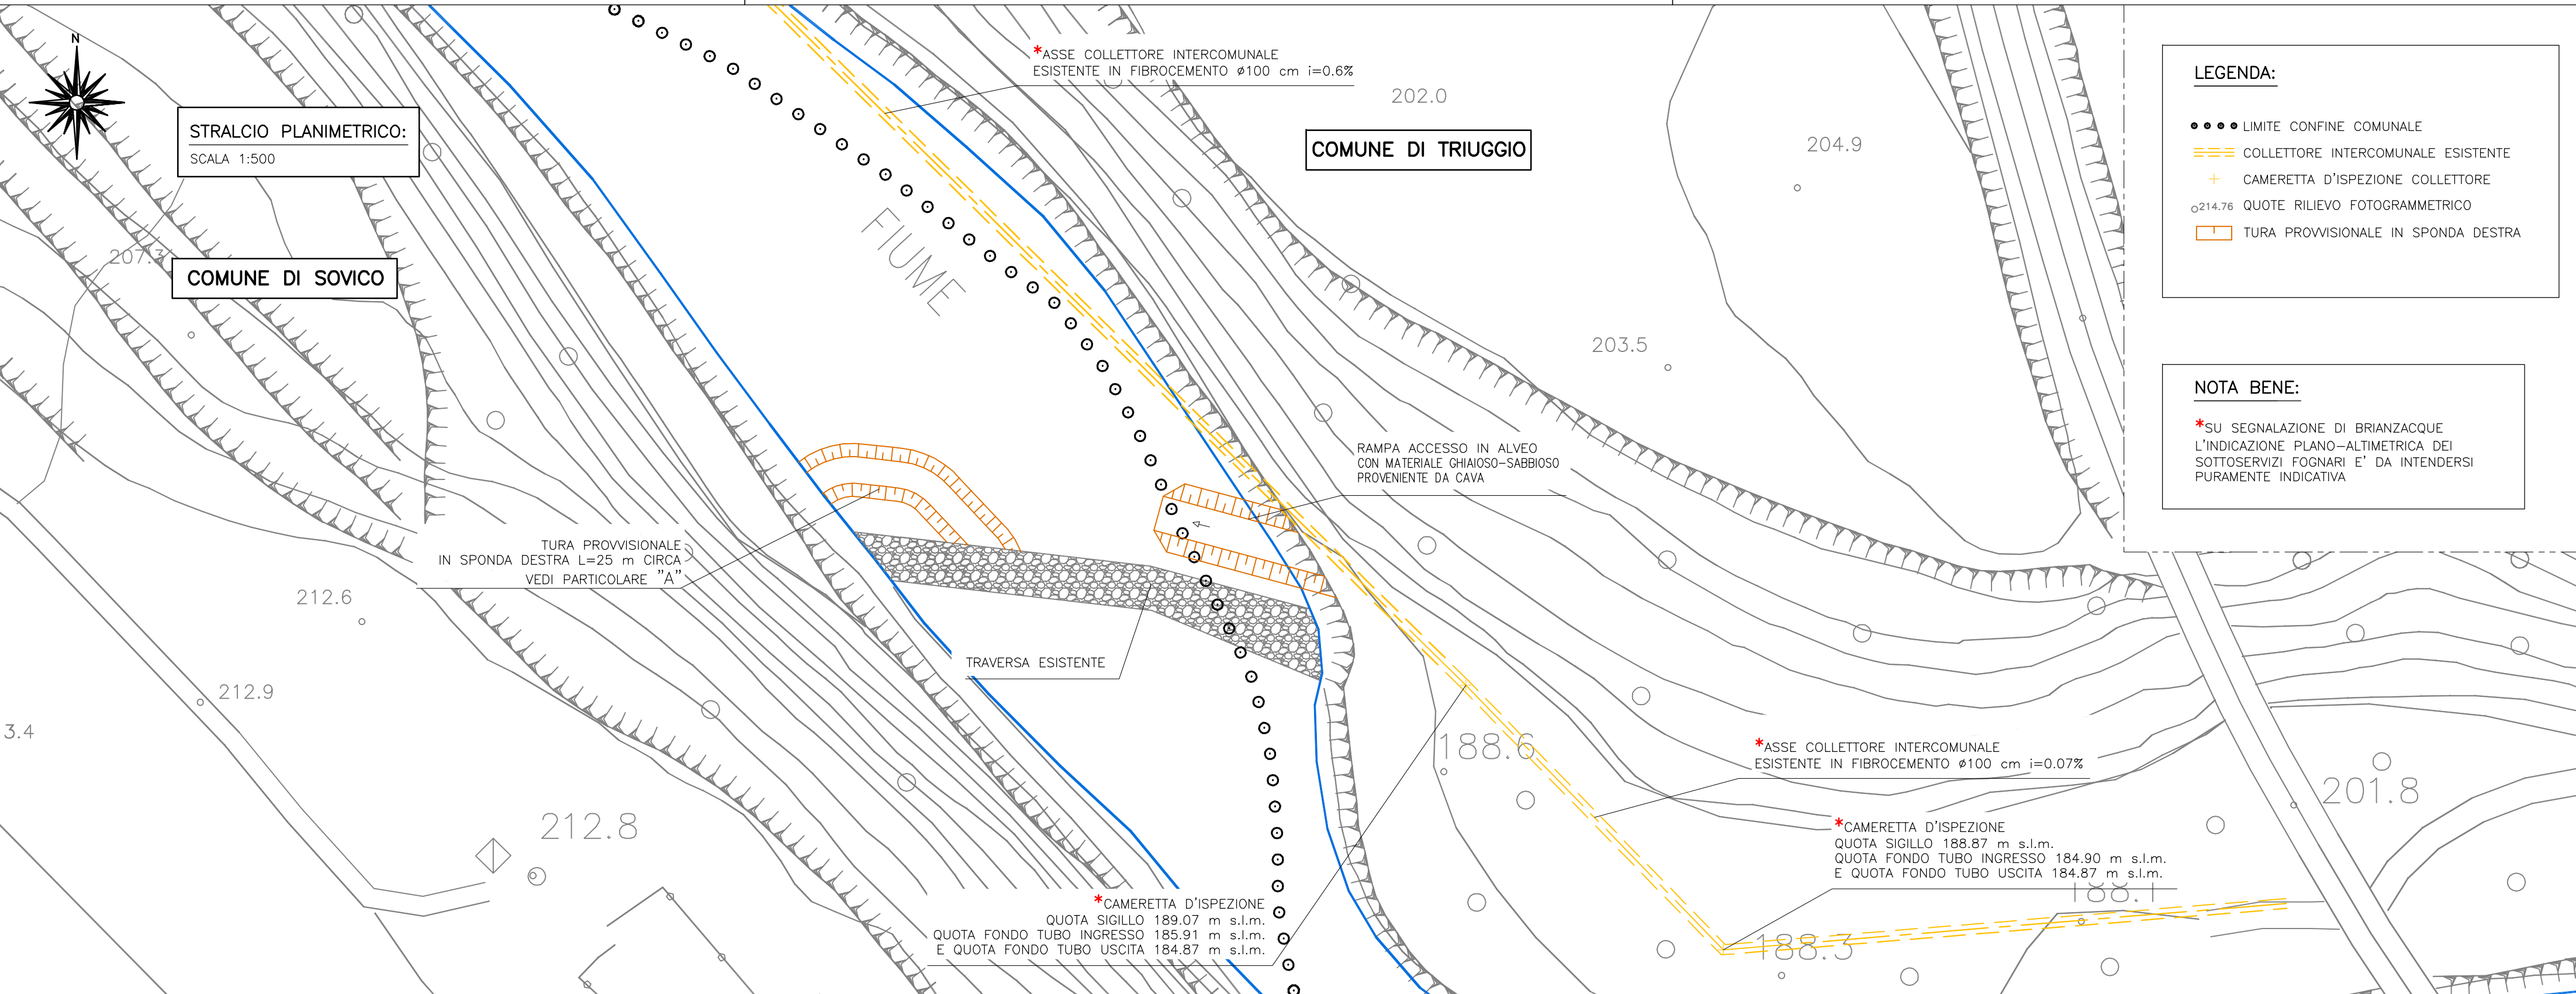 N
STRALCIO PLANIMETRICO:
SCALA 1:500
207.3
COMUNE DI SOVICO
*ASSE COLLETTORE INTERCOMUNALE
ESISTENTE IN FIBROCEMENTO ø100 cm i=0.6%
202.0
COMUNE DI TRIUGGIO
204.9
FIUME
203.5
LEGENDA:
LIMITE CONFINE COMUNALE
COLLETTORE INTERCOMUNALE ESISTENTE
CAMERETTA D'ISPEZIONE COLLETTORE
214.76 QUOTE RILIEVO FOTOGRAMMETRICO
TURA PROVVISIONALE IN SPONDA DESTRA
NOTA BENE:
*SU SEGNALAZIONE DI BRIANZACQUE
L'INDICAZIONE PLANO-ALTIMETRICA DEI
SOTTOSERVIZI FOGNARI E' DA INTENDERSI
PURAMENTE INDICATIVA
RAMPA ACCESSO IN ALVEO
CON MATERIALE GHIAIOSO-SABBIOSO
PROVENIENTE DA CAVA
TURA PROVVISIONALE
IN SPONDA DESTRA L=25 m CIRCA
VEDI PARTICOLARE "A"
212.6
TRAVERSA ESISTENTE
212.9
3.4
188.6
*ASSE COLLETTORE INTERCOMUNALE
ESISTENTE IN FIBROCEMENTO ø100 cm i=0.07%
201.8
212.8
*CAMERETTA D'ISPEZIONE
QUOTA SIGILLO 188.87 m s.l.m.
QUOTA FONDO TUBO INGRESSO 184.90 m s.l.m.
E QUOTA FONDO TUBO USCITA 184.87 m s.l.m.
188.1
*CAMERETTA D'ISPEZIONE
QUOTA SIGILLO 189.07 m s.l.m.
QUOTA FONDO TUBO INGRESSO 185.91 m s.l.m.
E QUOTA FONDO TUBO USCITA 184.87 m s.l.m.
188.3